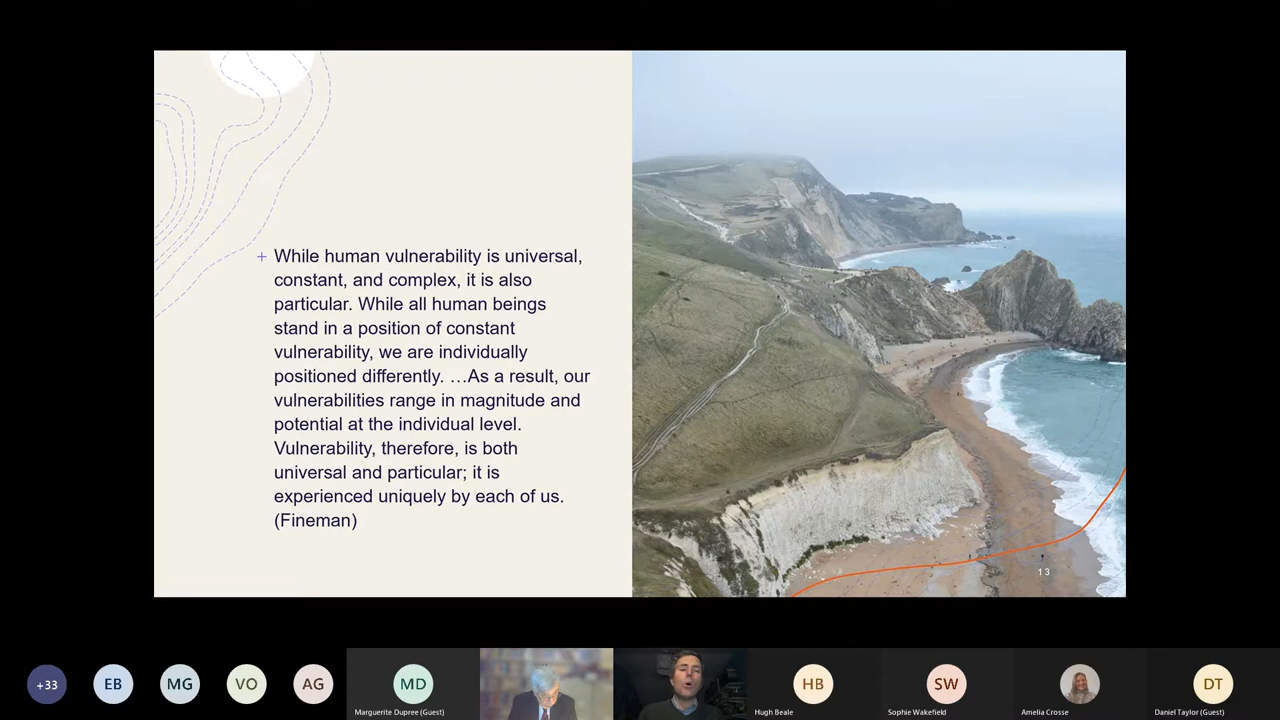 + While human vulnerability is universal,
constant, and complex, it is also
particular. While all human beings
stand in a position of constant
vulnerability, we are individually
positioned differently. …As a result, our
vulnerabilities range in magnitude and
potential at the individual level.
Vulnerability, therefore, is both
universal and particular; it is
experienced uniquely by each of us.
(Fineman)
13
+33
EB
MG
VO
AG
MD
Marguerite Dupree (Guest)
HB
Hugh Beale
SW
Sophie Wakefield
Amelia Crosse
DT
Daniel Taylor (Guest)